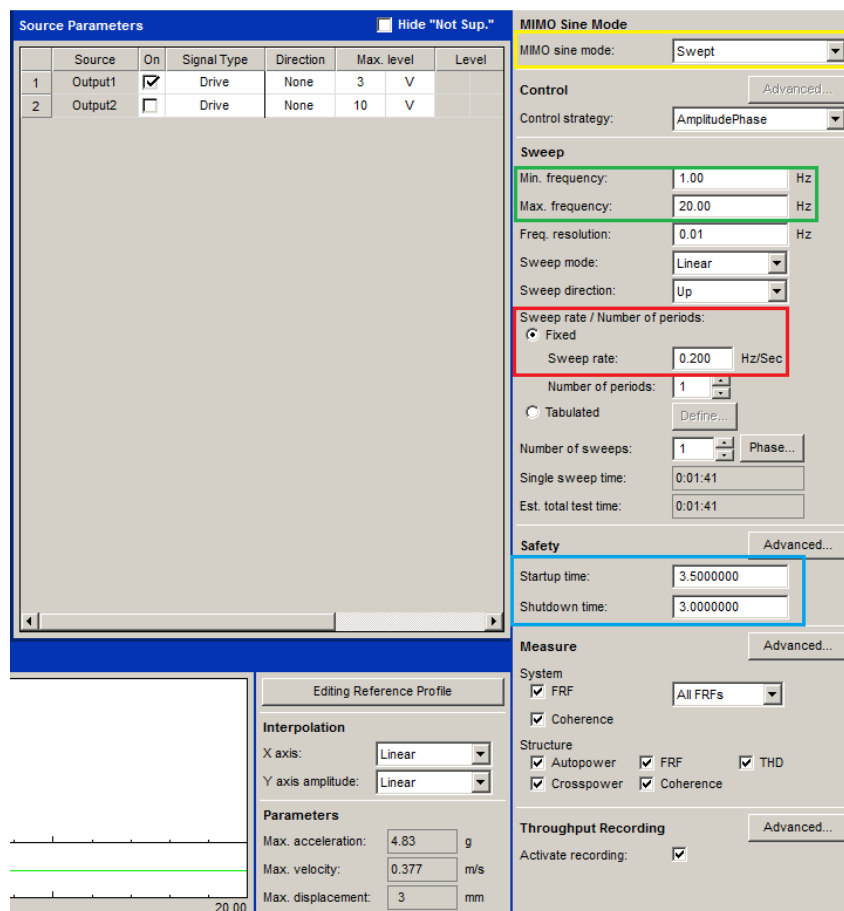 Source Parameters Hide "Not Sup."
Source On Signal Type Direction Max. level Level
1 Output1 Drive None 3 V
2 Output2 Drive None 10 V
MIMO Sine Mode
MIMO sine mode: Swept
Control Advanced...
Control strategy: AmplitudePhase
Sweep
Min. frequency: 1.00 Hz
Max. frequency: 20.00 Hz
Freq. resolution: 0.01 Hz
Sweep mode: Linear
Sweep direction: Up
Sweep rate / Number of periods:
Fixed
Sweep rate: 0.200 Hz/Sec
Number of periods: 1
Tabulated Define...
Number of sweeps: 1 Phase...
Single sweep time: 0:01:41
Est. total test time: 0:01:41
Safety Advanced...
Startup time: 3.5000000
Shutdown time: 3.0000000
Measure Advanced...
System
FRF All FRFs
Coherence
Structure
Autopower FRF THD
Crosspower Coherence
Throughput Recording Advanced...
Activate recording:
Editing Reference Profile
Interpolation
X axis: Linear
Y axis amplitude: Linear
Parameters
Max. acceleration: 4.83 g
Max. velocity: 0.377 m/s
Max. displacement: 3 mm
20.00